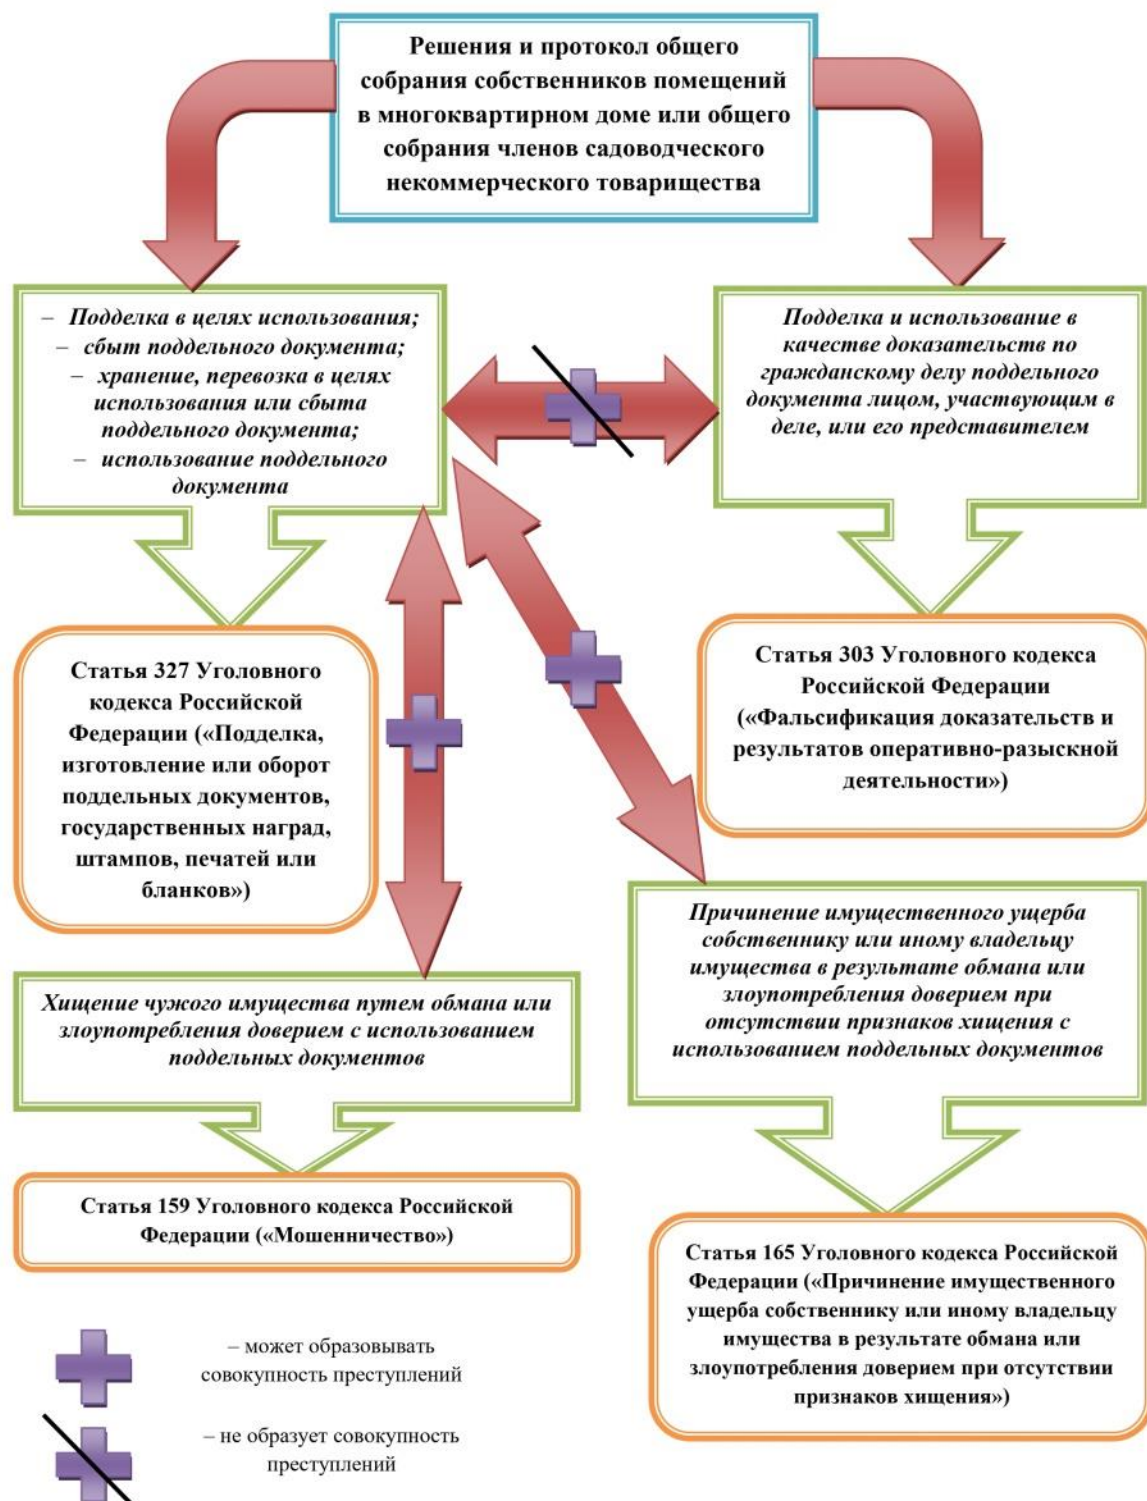 Решения и протокол общего
собрания собственников помещений
в многоквартирном доме или общего
собрания членов садоводческого
некоммерческого товарищества
– Подделка в целях использования;
– сбыт поддельного документа;
– хранение, перевозка в целях
использования или сбыта
поддельного документа;
– использование поддельного
документа
Подделка и использование в
качестве доказательств по
гражданскому делу поддельного
документа лицом, участвующим в
деле, или его представителем
Статья 327 Уголовного
кодекса Российской
Федерации («Подделка,
изготовление или оборот
поддельных документов,
государственных наград,
штампов, печатей или
бланков»)
Статья 303 Уголовного кодекса
Российской Федерации
(«Фальсификация доказательств и
результатов оперативно-разыскной
деятельности»)
Хищение чужого имущества путем обмана или
злоупотребления доверием с использованием
поддельных документов
Причинение имущественного ущерба
собственнику или иному владельцу
имущества в результате обмана или
злоупотребления доверием при
отсутствии признаков хищения с
использованием поддельных документов
Статья 159 Уголовного кодекса Российской
Федерации («Мошенничество»)
Статья 165 Уголовного кодекса Российской
Федерации («Причинение имущественного
ущерба собственнику или иному владельцу
имущества в результате обмана или
злоупотребления доверием при отсутствии
признаков хищения»)
– может образовывать
совокупность преступлений
– не образует совокупность
преступлений